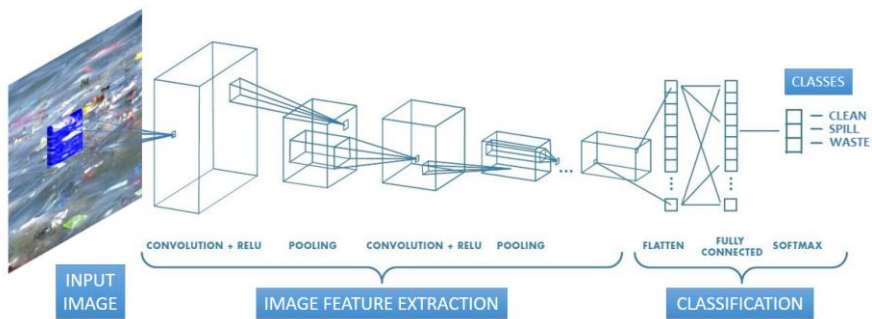 CLASSES
CLEAN
SPILL
WASTE
CONVOLUTION + RELU
POOLING
CONVOLUTION + RELU
POOLING
FLATTEN
FULLY
CONNECTED
SOFTMAX
INPUT
IMAGE
IMAGE FEATURE EXTRACTION
CLASSIFICATION